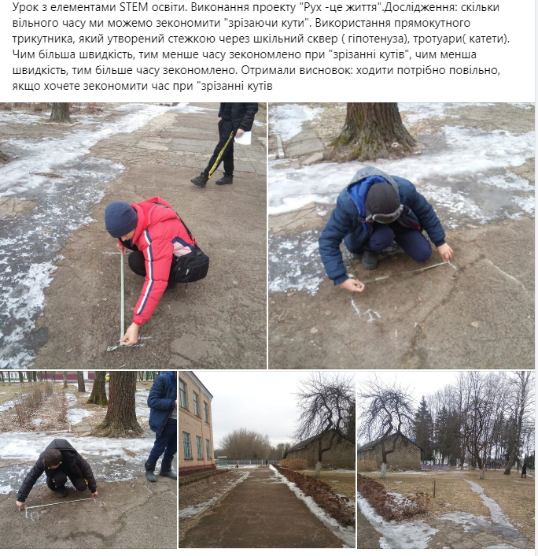 Урок з елементами STEM освіти. Виконання проекту "Рух -це життя".Дослідження: скільки
вільного часу ми можемо зекономити "зрізаючи кути". Використання прямокутного
трикутника, який утворений стежкою через шкільний сквер ( гіпотенуза), тротуари( катети).
Чим більша швидкість, тим менше часу зекономлено при "зрізанні кутів", чим менша
швидкість, тим більше часу зекономлено. Отримали висновок: ходити потрібно повільно,
якщо хочете зекономити час при "зрізанні кутів